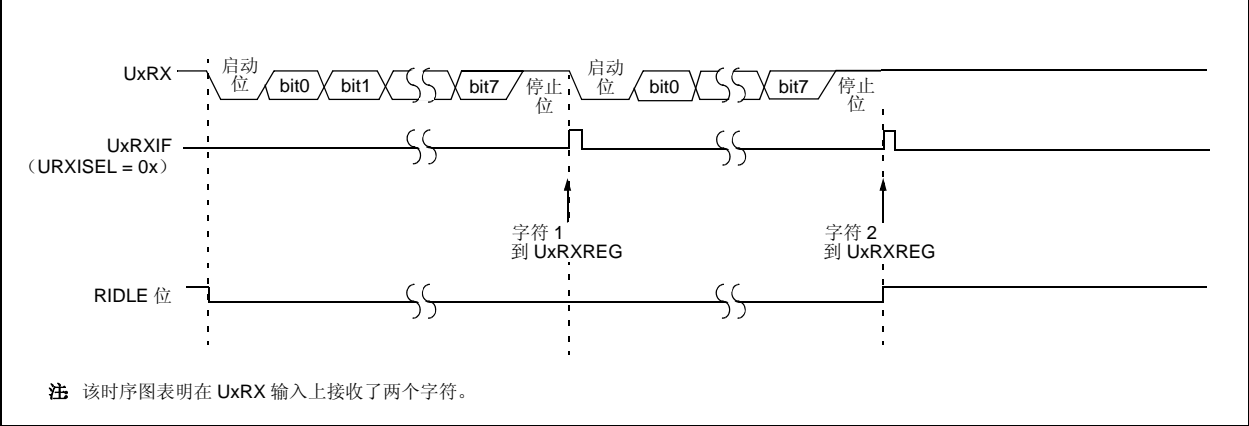 UxRX
启动
位
bit0
bit1
bit7
停止
位
启动
位
bit0
bit7
停止
位
UxRXIF
（URXISEL = 0x）
字符 1
到 UxRXREG
字符 2
到 UxRXREG
RIDLE 位
注: 该时序图表明在 UxRX 输入上接收了两个字符。